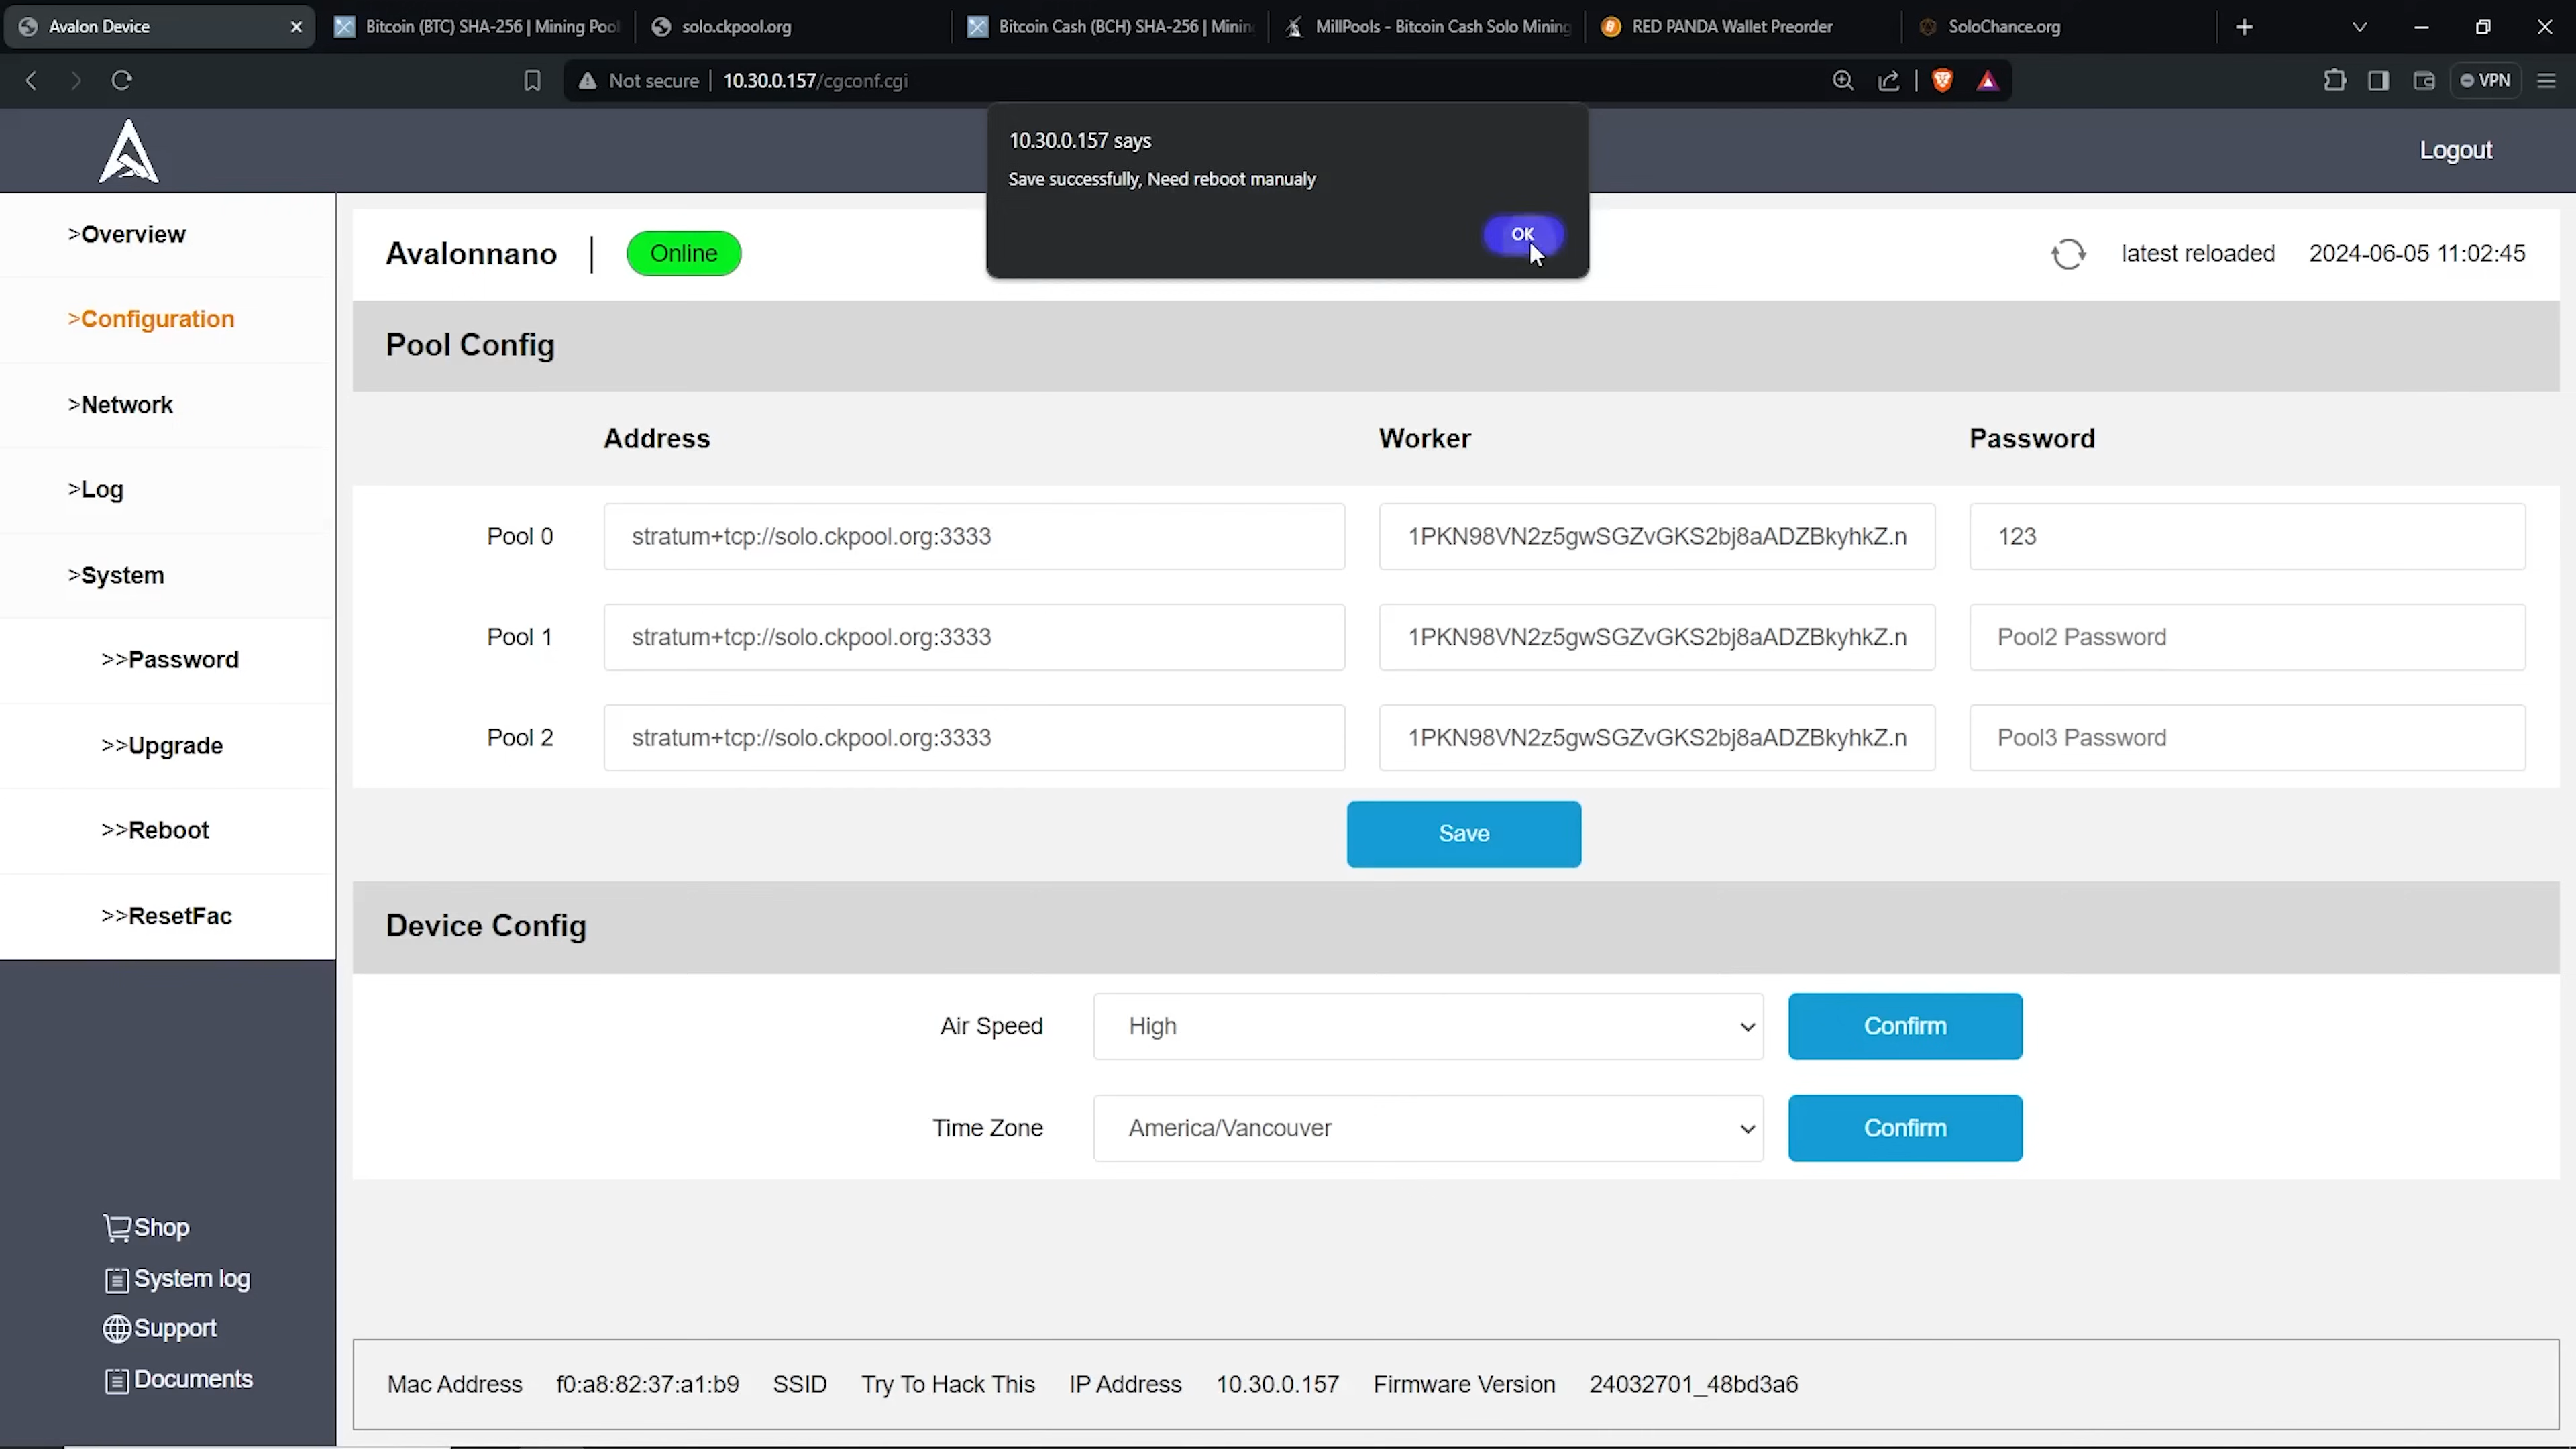 Avalon Device
Bitcoin (BTC) SHA-256 | Mining Pool
solo.ckpool.org
Bitcoin Cash (BCH) SHA-256 | Minin
MillPools - Bitcoin Cash Solo Mining
RED PANDA Wallet Preorder
SoloChance.org
Not secure
10.30.0.157/cgconf.cgi
VPN
10.30.0.157 says
Save successfully, Need reboot manualy
OK
Logout
>Overview
>Configuration
>Network
>Log
>System
>>Password
>>Upgrade
>>Reboot
>>ResetFac
Shop
System log
Support
Documents
Avalonnano | Online
latest reloaded 2024-06-05 11:02:45
Pool Config
Address Worker Password
Pool 0 stratum+tcp://solo.ckpool.org:3333 1PKN98VN2z5gwSGZvGKS2bj8aADZBkyhkZ.n 123
Pool 1 stratum+tcp://solo.ckpool.org:3333 1PKN98VN2z5gwSGZvGKS2bj8aADZBkyhkZ.n Pool2 Password
Pool 2 stratum+tcp://solo.ckpool.org:3333 1PKN98VN2z5gwSGZvGKS2bj8aADZBkyhkZ.n Pool3 Password
Save
Device Config
Air Speed High Confirm
Time Zone America/Vancouver Confirm
Mac Address f0:a8:82:37:a1:b9 SSID Try To Hack This IP Address 10.30.0.157 Firmware Version 24032701_48bd3a6